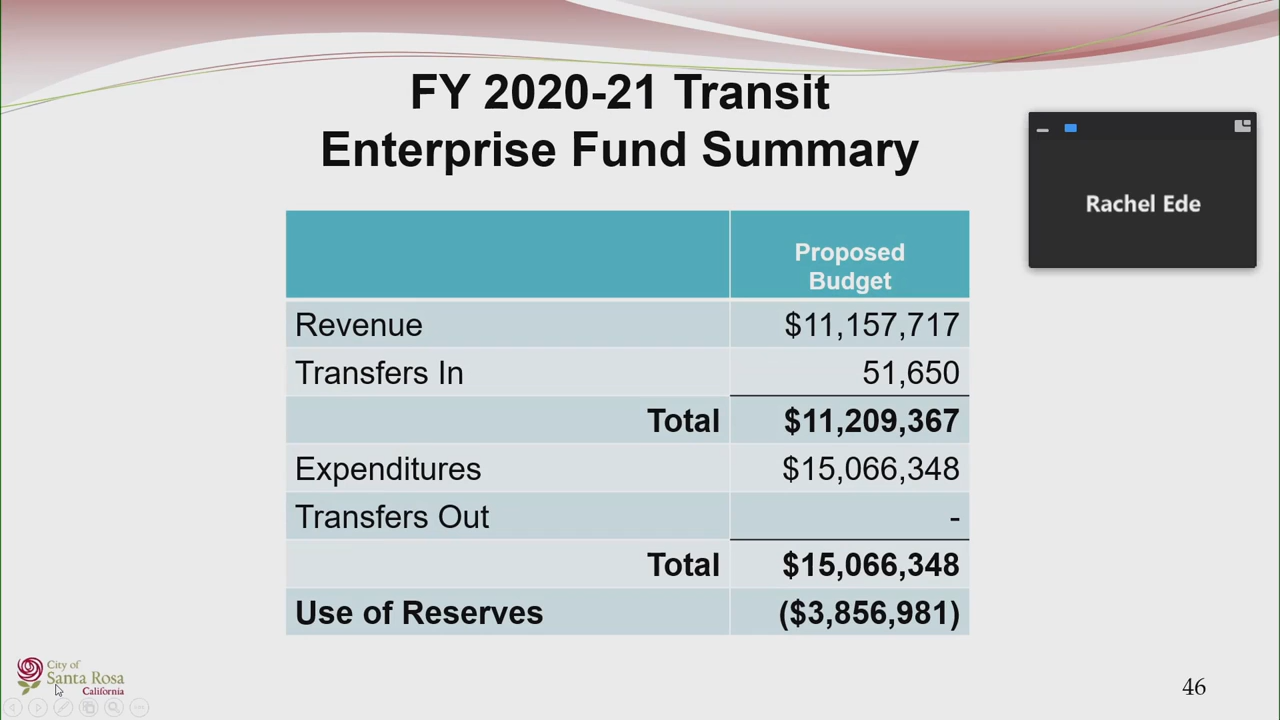 FY 2020-21 Transit
Enterprise Fund Summary
Rachel Ede
Proposed
Budget
Revenue $11,157,717
Transfers In 51,650
Total $11,209,367
Expenditures $15,066,348
Transfers Out -
Total $15,066,348
Use of Reserves ($3,856,981)
City of
Santa Rosa
California
46